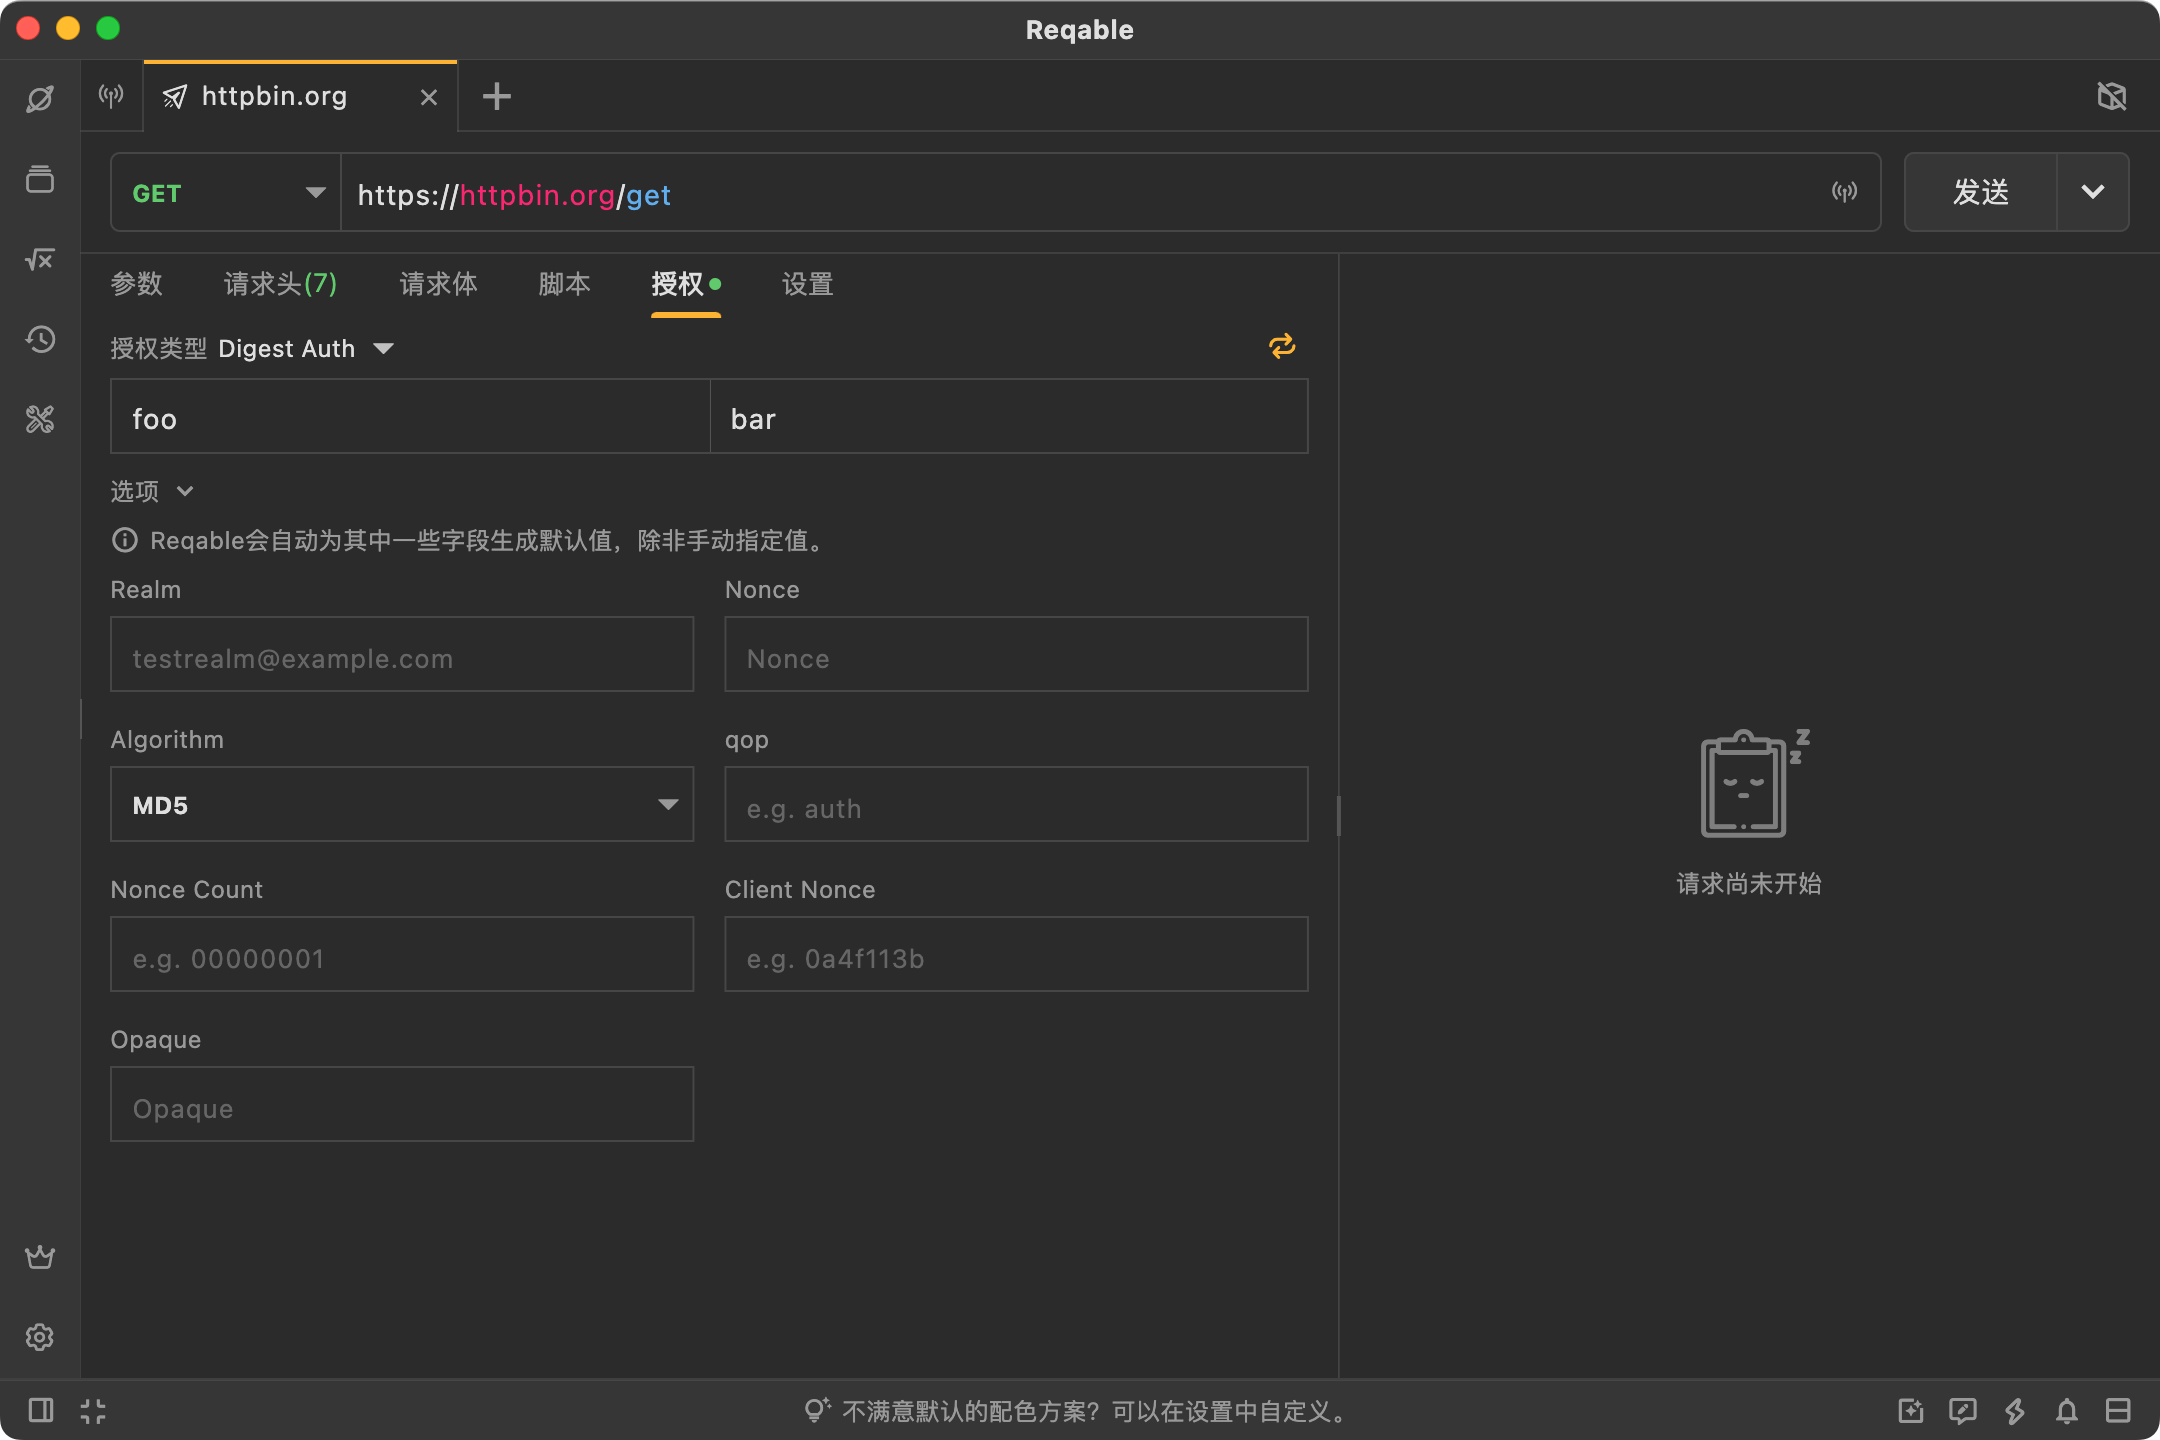 Reqable
httpbin.org
GET
https://httpbin.org/get
发送
参数
请求头(7)
请求体
脚本
授权
设置
授权类型 Digest Auth
foo
bar
选项
Reqable会自动为其中一些字段生成默认值，除非手动指定值。
Realm
Nonce
testrealm@example.com
Nonce
Algorithm
qop
MD5
e.g. auth
Nonce Count
Client Nonce
e.g. 00000001
e.g. 0a4f113b
Opaque
Opaque
请求尚未开始
不满意默认的配色方案？可以在设置中自定义。